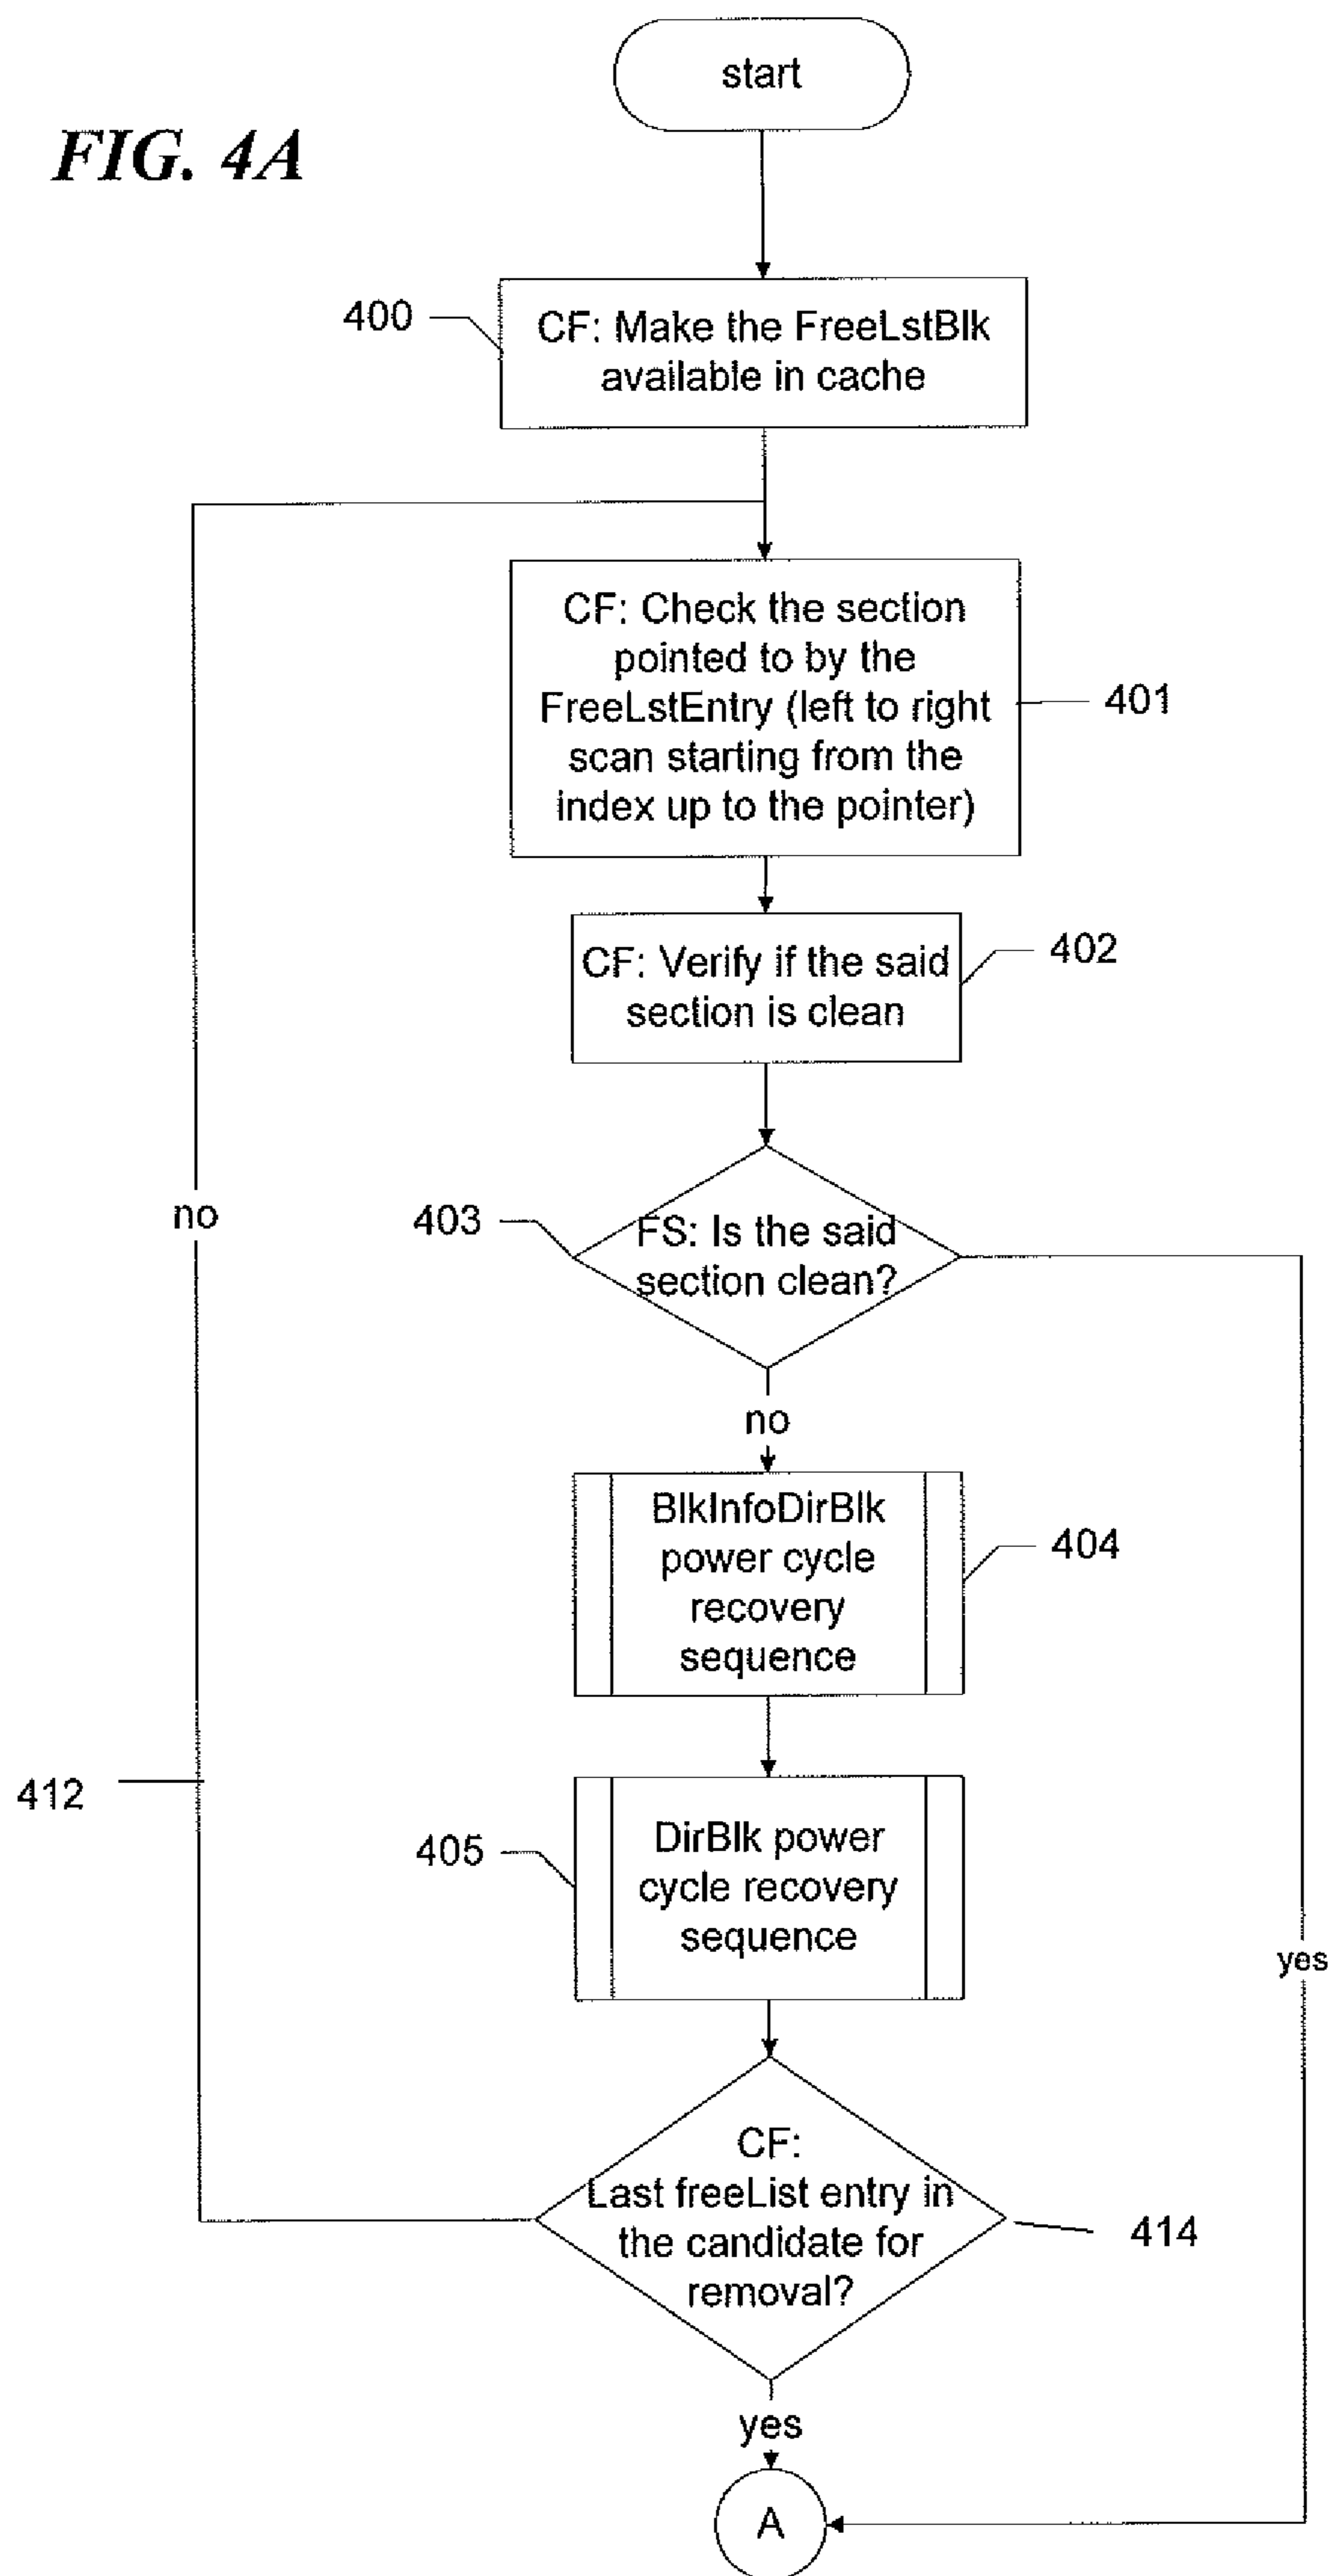 start
FIG. 4A
400
CF: Make the FreeLstBlk
available in cache
CF: Check the section
pointed to by the
FreeLstEntry (left to right
scan starting from the
index up to the pointer)
401
CF: Verify if the said
section is clean
402
no
403
FS: Is the said
section clean?
no
BlkInfoDirBlk
power cycle
recovery
sequence
404
412
405
DirBlk power
cycle recovery
sequence
yes
CF:
Last freeList entry in
the candidate for
removal?
414
yes
A